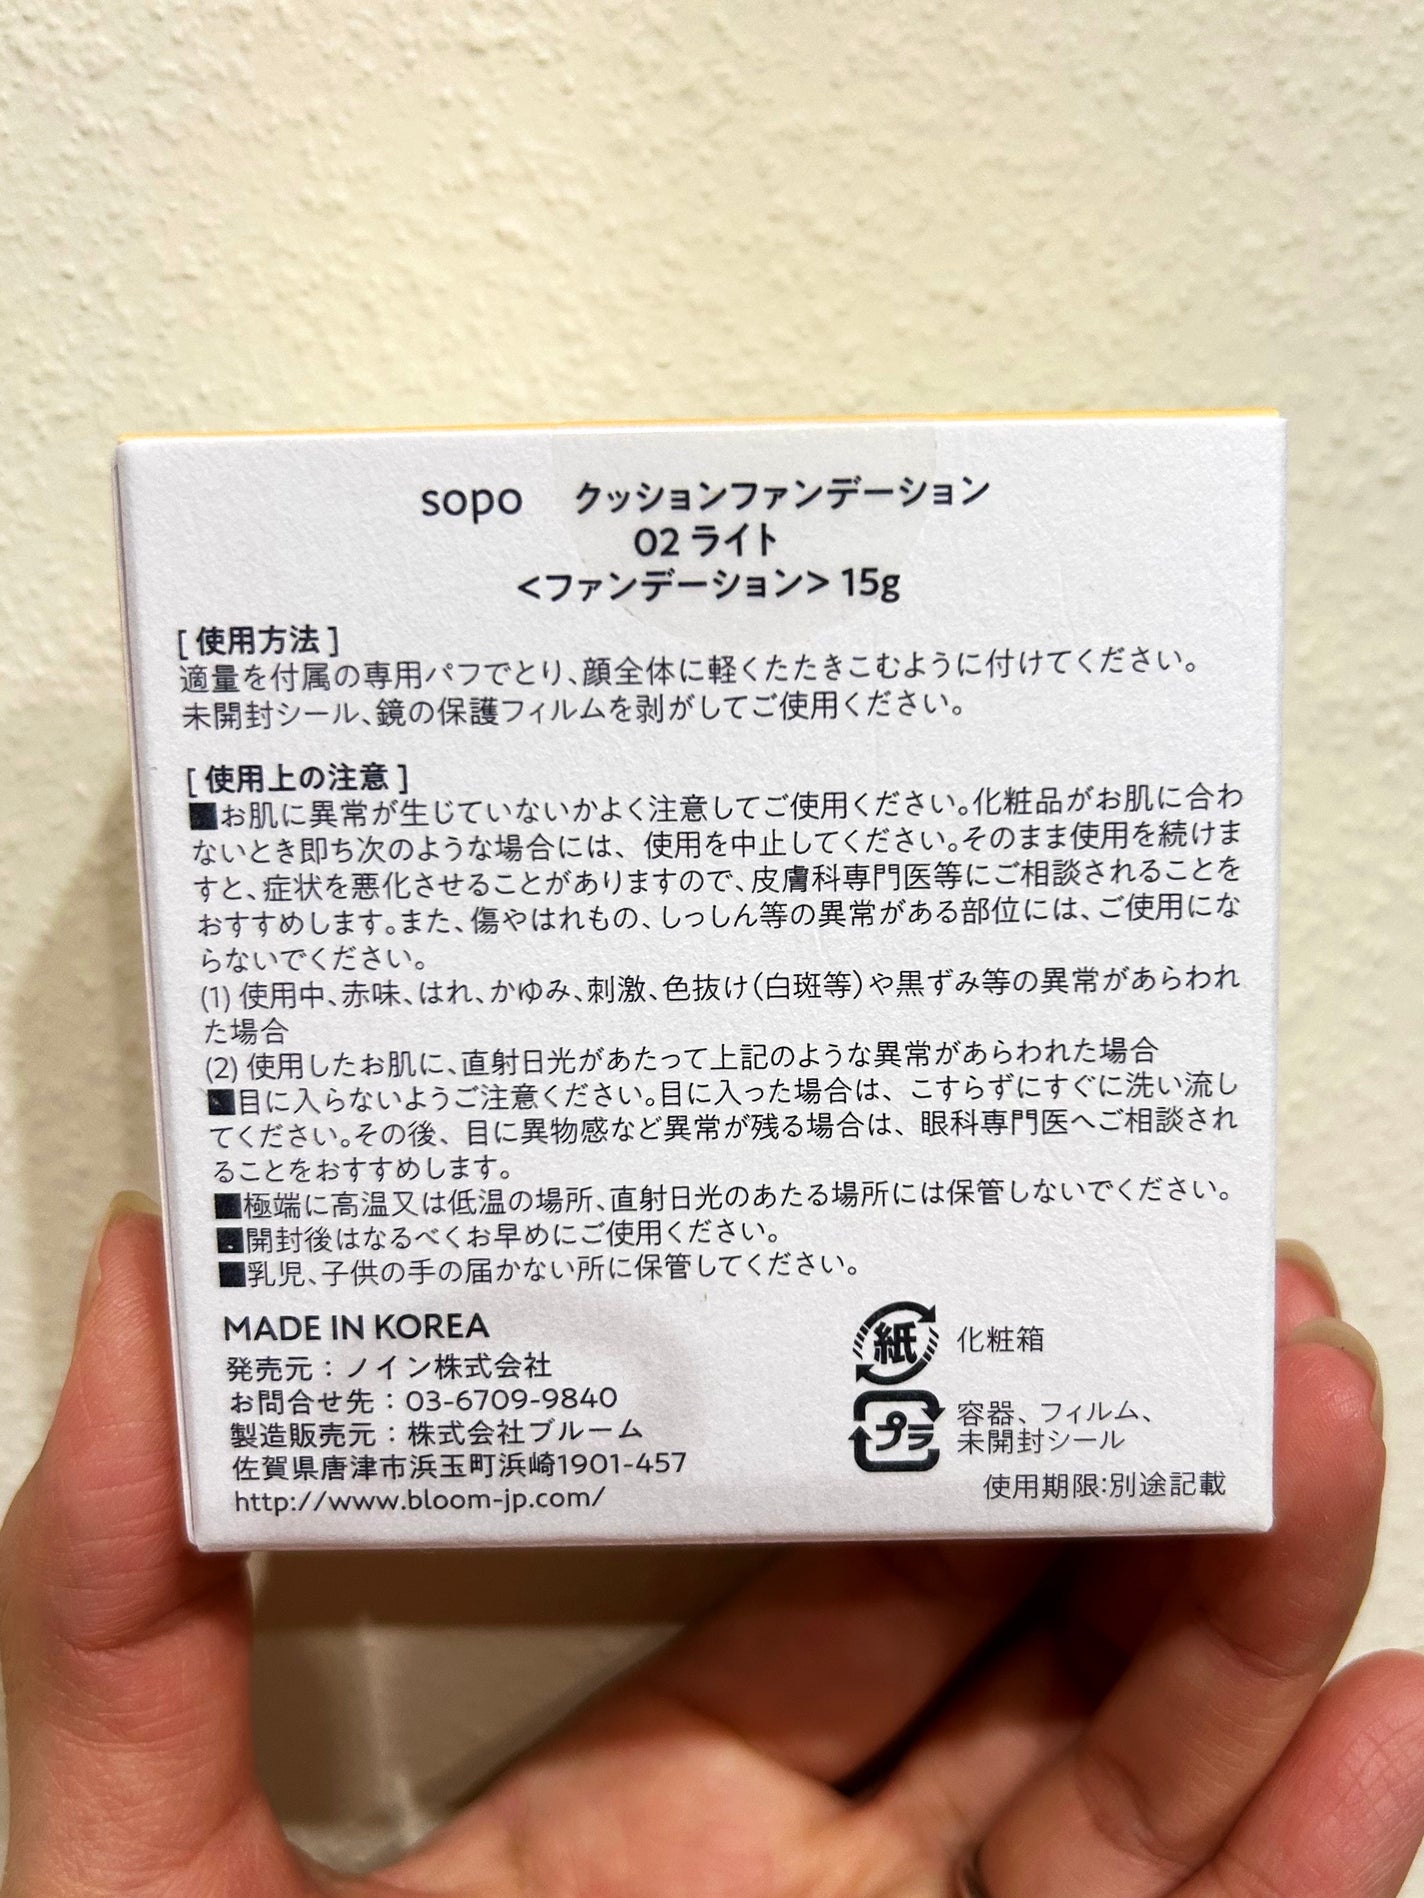 sopo クッションファンデーション
02 ライト
<ファンデーション> 15g
[ 使用方法 ]
適量を付属の専用パフでとり、顔全体に軽くたたきこむように付けてください。
未開封シール、鏡の保護フィルムを剥がしてご使用ください。
[ 使用上の注意 ]
■お肌に異常が生じていないかよく注意してご使用ください。化粧品がお肌に合わ
ないとき即ち次のような場合には、使用を中止してください。そのまま使用を続けま
すと、症状を悪化させることがありますので、皮膚科専門医等にご相談されることを
おすすめします。また、傷やはれもの、しっしん等の異常がある部位には、ご使用にな
らないでください。
(1) 使用中、赤味、はれ、かゆみ、刺激、色抜け(白斑等)や黒ずみ等の異常があらわれ
た場合
(2) 使用したお肌に、直射日光があたって上記のような異常があらわれた場合
■目に入らないようご注意ください。目に入った場合は、こすらずにすぐに洗い流し
てください。その後、目に異物感など異常が残る場合は、眼科専門医へご相談され
ることをおすすめします。
■極端に高温又は低温の場所、直射日光のあたる場所には保管しないでください。
■開封後はなるべくお早めにご使用ください。
■乳児、子供の手の届かない所に保管してください。
MADE IN KOREA
発売元：ノイン株式会社
お問合せ先：03-6709-9840
製造販売元：株式会社ブルーム
佐賀県唐津市浜玉町浜崎1901-457
http://www.bloom-jp.com/
紙 化粧箱
プラ 容器、フィルム、
未開封シール
使用期限:別途記載